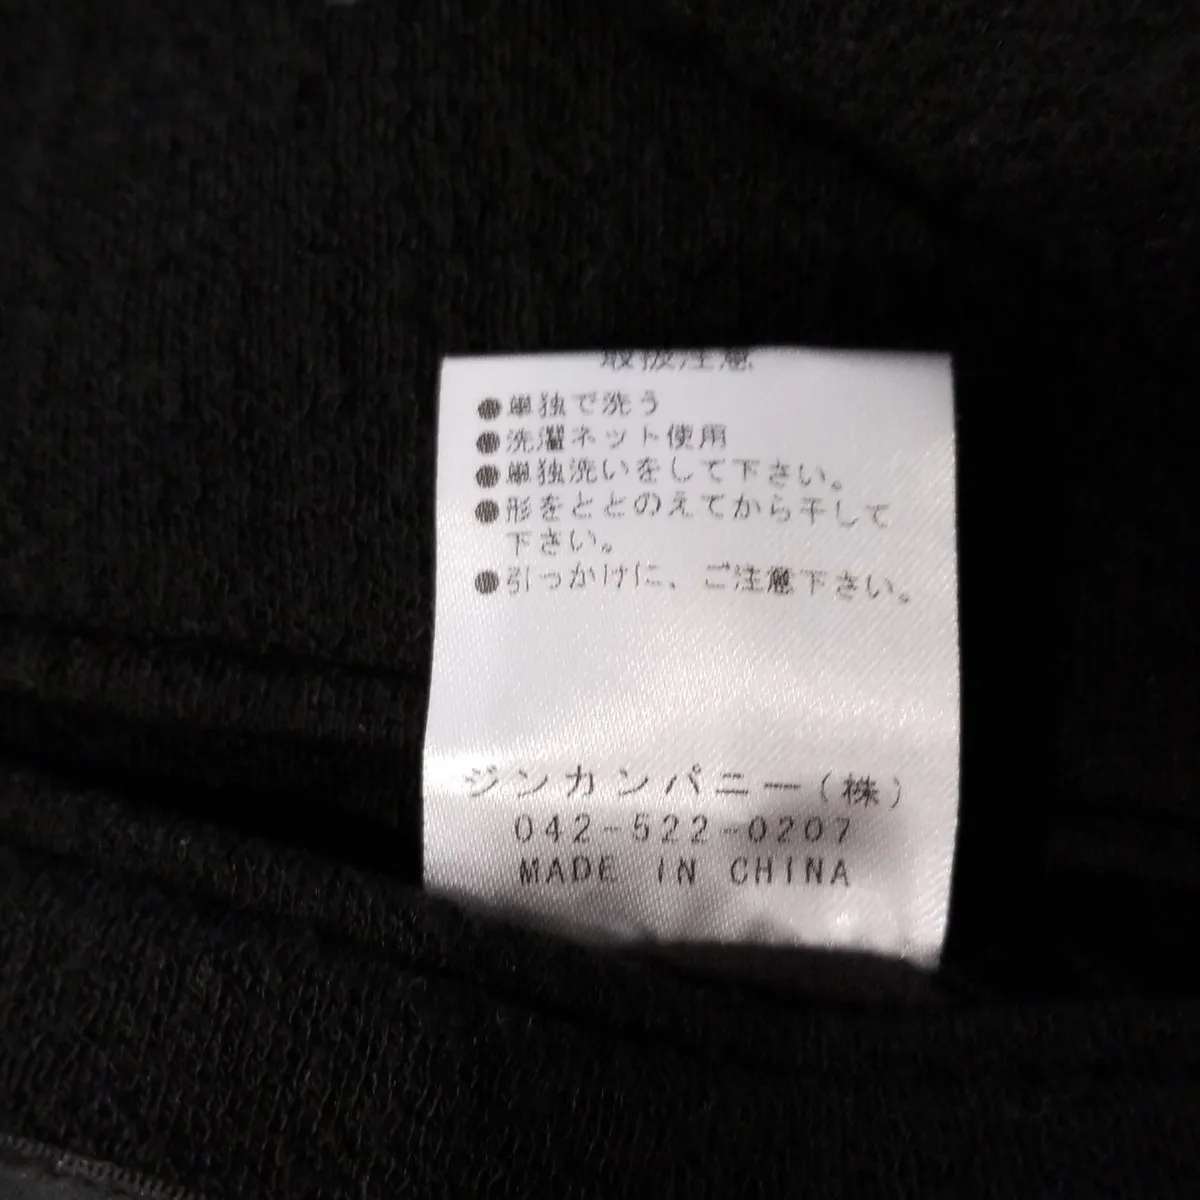 取扱注意
●単独で洗う
●洗濯ネット使用
●単独洗いをして下さい。
●形をととのえてから干して
下さい。
●引っかけに、ご注意下さい。
ジンカンパニー(株)
042-522-0207
MADE IN CHINA